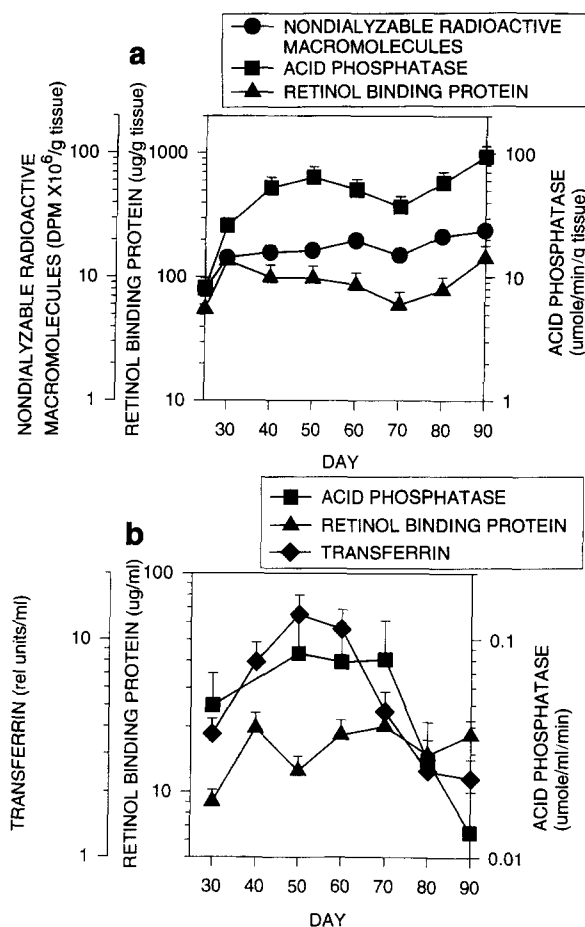 a
NONDIALYZABLE RADIOACTIVE
MACROMOLECULES
ACID PHOSPHATASE
RETINOL BINDING PROTEIN
NONDIALYZABLE RADIOACTIVE
MACROMOLECULES (DPM X10⁶/g tissue)
100
10
1
RETINOL BINDING PROTEIN (ug/g tissue)
1000
100
10
100
10
1
ACID PHOSPHATASE
(umole/min/g tissue)
30 40 50 60 70 80 90
DAY
b
ACID PHOSPHATASE
RETINOL BINDING PROTEIN
TRANSFERRIN
TRANSFERRIN (rel units/ml)
10
1
RETINOL BINDING PROTEIN (ug/ml)
100
10
0.1
0.01
ACID PHOSPHATASE
(umole/ml/min)
30 40 50 60 70 80 90
DAY